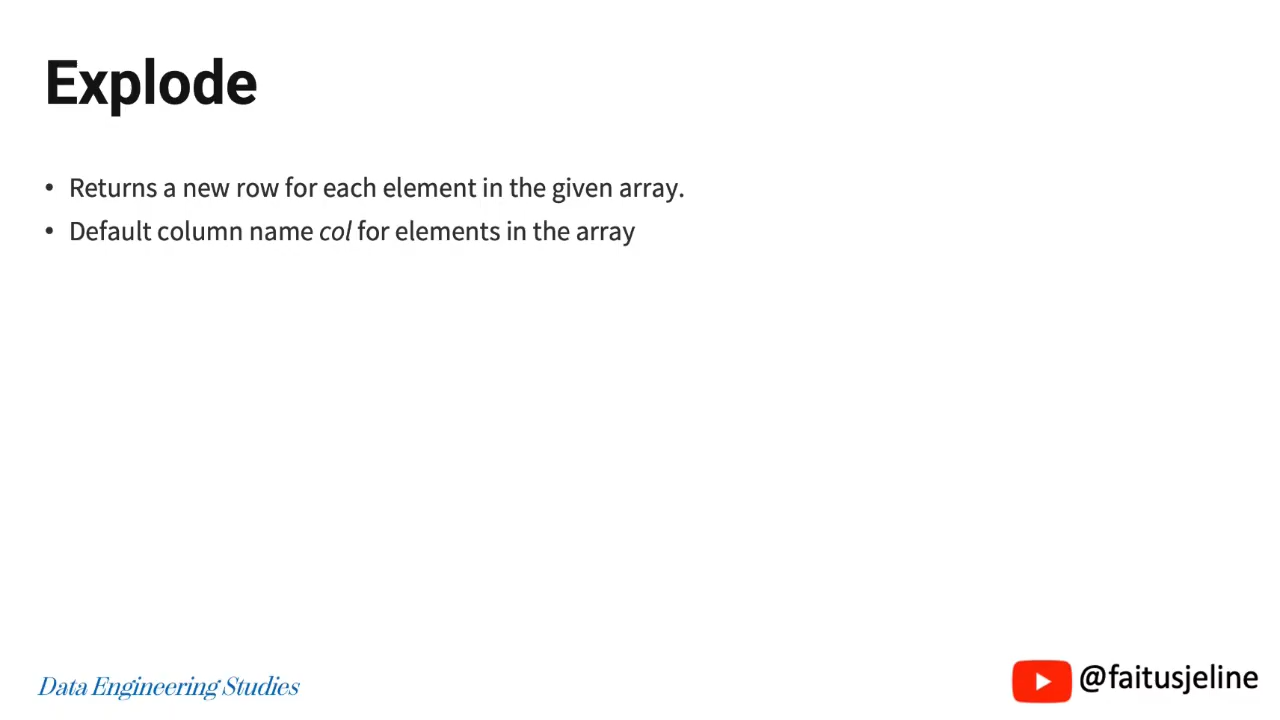 Explode
• Returns a new row for each element in the given array.
• Default column name col for elements in the array
Data Engineering Studies
@faitusjeline